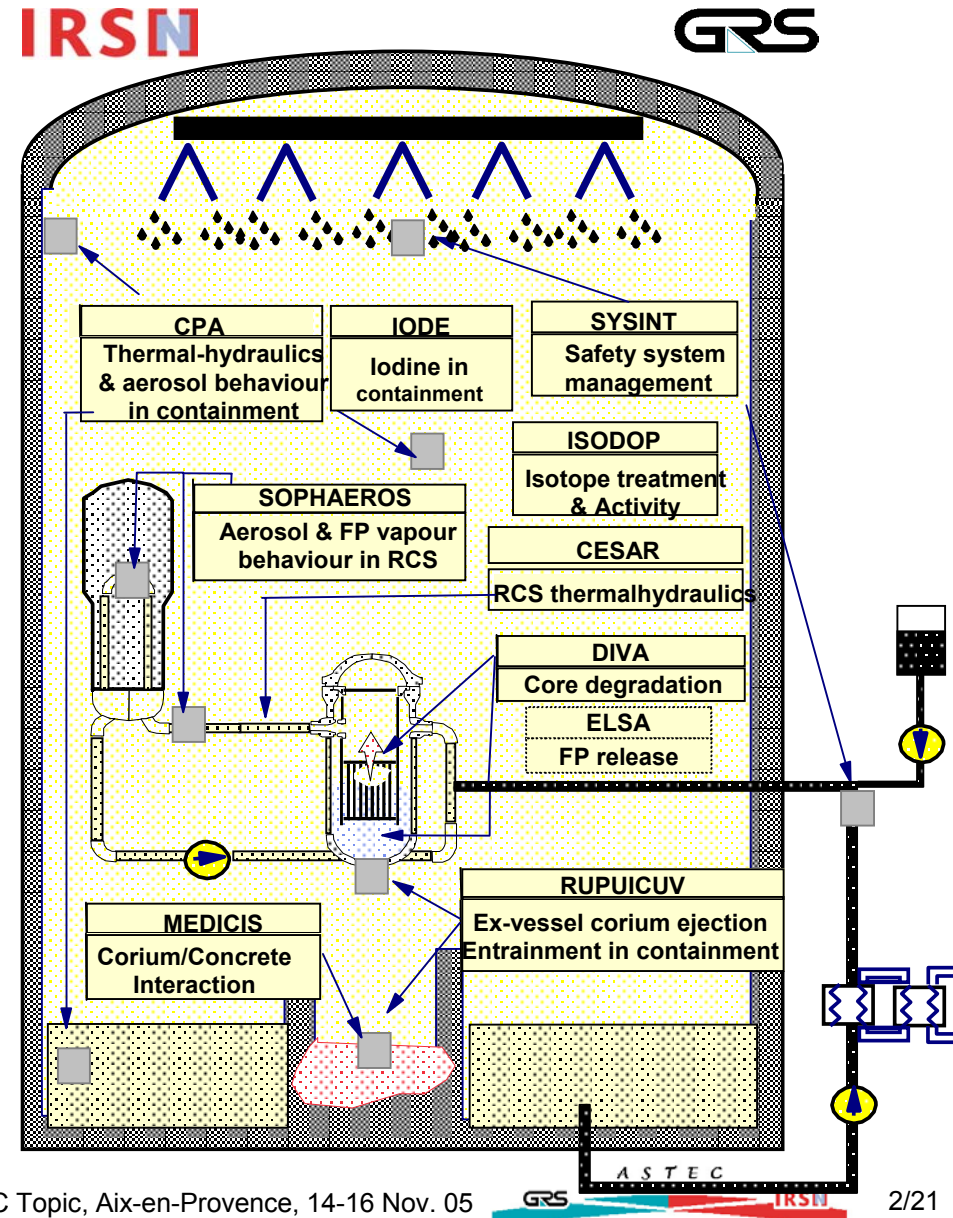 IRSN
GRS
CPA
Thermal-hydraulics
& aerosol behaviour
in containment
IODE
Iodine in
containment
SYSINT
Safety system
management
ISODOP
Isotope treatment
& Activity
SOPHAEROS
Aerosol & FP vapour
behaviour in RCS
CESAR
RCS thermalhydraulics
DIVA
Core degradation
ELSA
FP release
RUPUICUV
Ex-vessel corium ejection
Entrainment in containment
MEDICIS
Corium/Concrete
Interaction
ASTEC
C Topic, Aix-en-Provence, 14-16 Nov. 05
GRS
IRSN
2/21